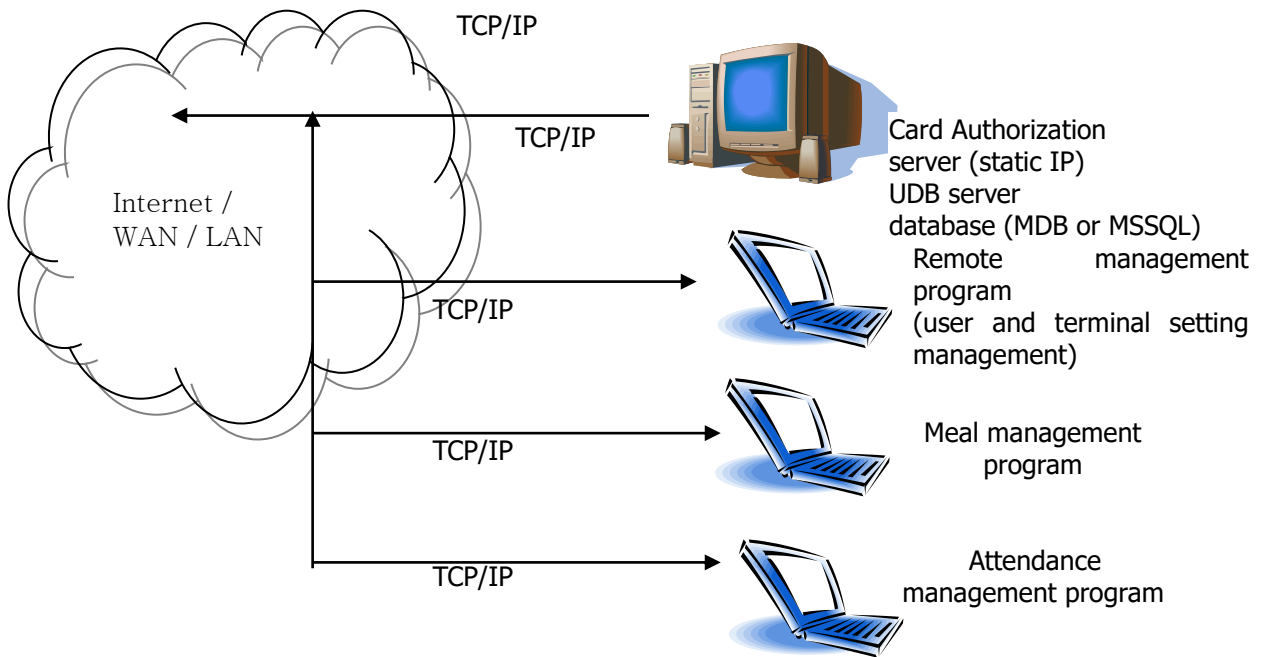 TCP/IP
TCP/IP
Card Authorization
server (static IP)
UDB server
database (MDB or MSSQL)
Internet /
WAN / LAN
Remote management
program
(user and terminal setting
management)
TCP/IP
Meal management
program
TCP/IP
Attendance
management program
TCP/IP